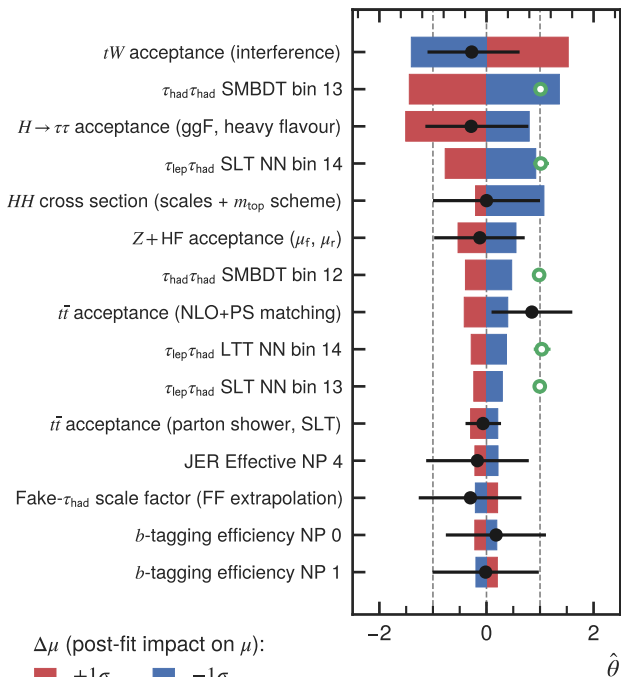 tW acceptance (interference)
τhadτhad SMBDT bin 13
H → ττ acceptance (ggF, heavy flavour)
τlepτhad SLT NN bin 14
HH cross section (scales + mtop scheme)
Z + HF acceptance (μf, μr)
τhadτhad SMBDT bin 12
tt̄ acceptance (NLO+PS matching)
τlepτhad LTT NN bin 14
τlepτhad SLT NN bin 13
tt̄ acceptance (parton shower, SLT)
JER Effective NP 4
Fake-τhad scale factor (FF extrapolation)
b-tagging efficiency NP 0
b-tagging efficiency NP 1
−2 0 2
θ̂
Δμ (post-fit impact on μ):
+1σ −1σ